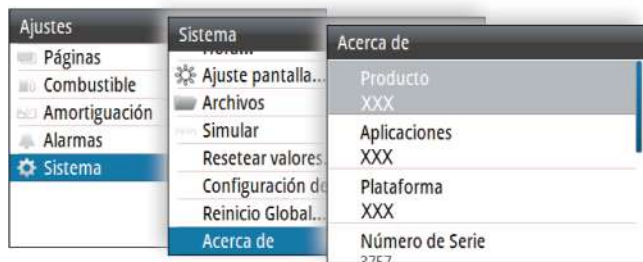 Ajustes
Páginas
Combustible
Amortiguación
Alarmas
Sistema
Sistema
Hora...
Ajuste pantalla...
Archivos
Simular
Resetear valores
Configuración de
Reinicio Global...
Acerca de
Acerca de
Producto
XXX
Aplicaciones
XXX
Plataforma
XXX
Número de Serie